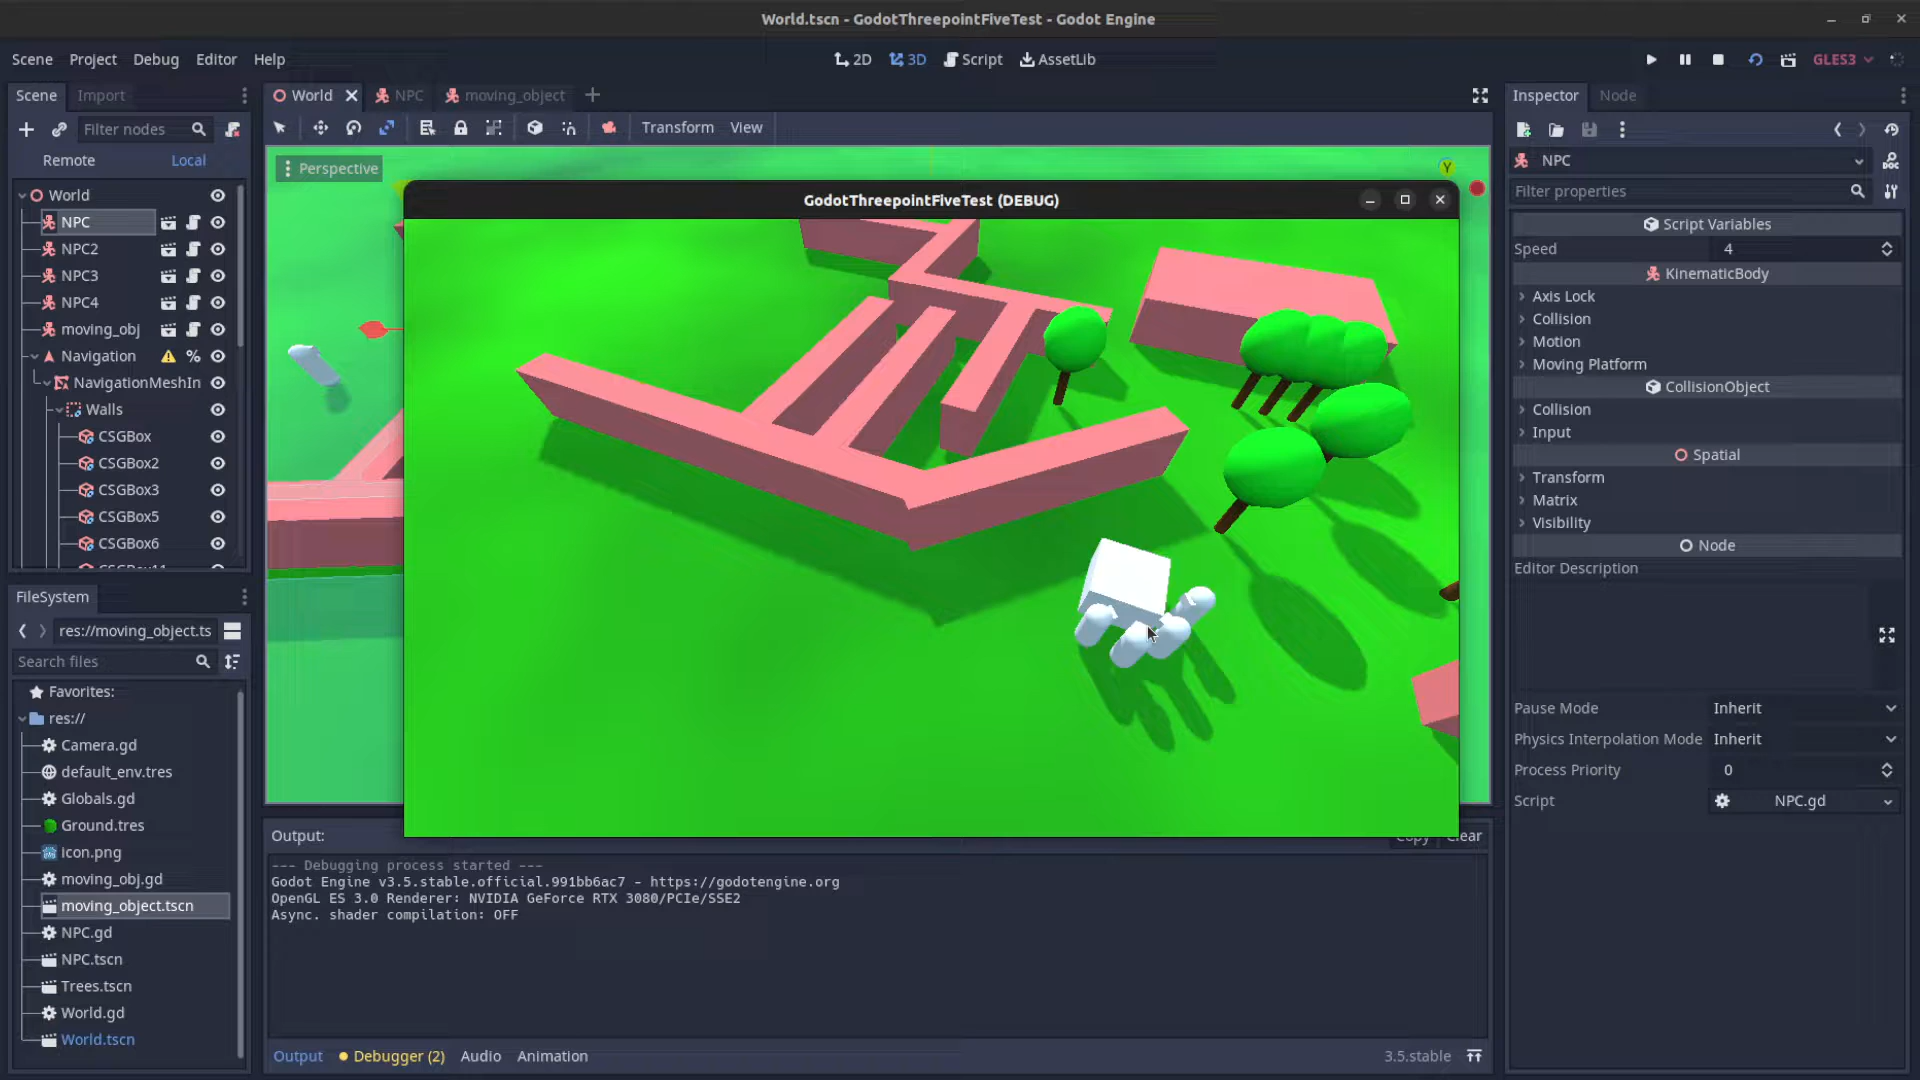 World.tscn - GodotThreepointFiveTest - Godot Engine
Scene Project Debug Editor Help
2D 3D Script AssetLib
GLES3
Scene Import
Filter nodes
Remote Local
World
NPC
NPC2
NPC3
NPC4
moving_obj
Navigation
NavigationMeshIn
Walls
CSGBox
CSGBox2
CSGBox3
CSGBox5
CSGBox6
CSGBox11
FileSystem
res://moving_object.ts
Search files
Favorites:
res://
Camera.gd
default_env.tres
Globals.gd
Ground.tres
icon.png
moving_obj.gd
moving_object.tscn
NPC.gd
NPC.tscn
Trees.tscn
World.gd
World.tscn
World NPC moving_object
Transform View
Perspective
Y
GodotThreepointFiveTest (DEBUG)
Output:
Copy Clear
--- Debugging process started ---
Godot Engine v3.5.stable.official.991bb6ac7 - https://godotengine.org
OpenGL ES 3.0 Renderer: NVIDIA GeForce RTX 3080/PCIe/SSE2
Async. shader compilation: OFF
Output Debugger (2) Audio Animation
3.5.stable
Inspector Node
NPC
DOC
Filter properties
Script Variables
Speed 4
KinematicBody
Axis Lock
Collision
Motion
Moving Platform
CollisionObject
Collision
Input
Spatial
Transform
Matrix
Visibility
Node
Editor Description
Pause Mode Inherit
Physics Interpolation Mode Inherit
Process Priority 0
Script NPC.gd